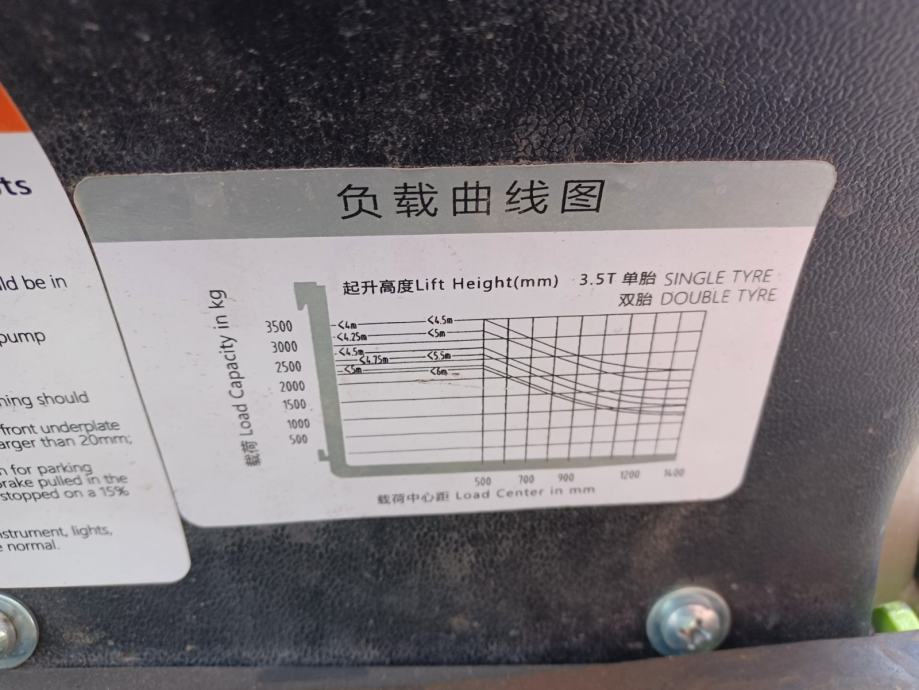 ts
ld be in
pump
ning should
front underplate
arger than 20mm;
n for parking
rake pulled in the
stopped on a 15%
strument, lights,
normal.
负载曲线图
起升高度Lift Height(mm) 3.5T 单胎 SINGLE TYRE
双胎 DOUBLE TYRE
载荷 Load Capacity in kg
3500
3000
2500
2000
1500
1000
500
<4m
<4.25m
<4.5m
<4.75m
<5m
<4.5m
<5m
<5.5m
<6m
500 700 900 1200 1400
载荷中心距 Load Center in mm